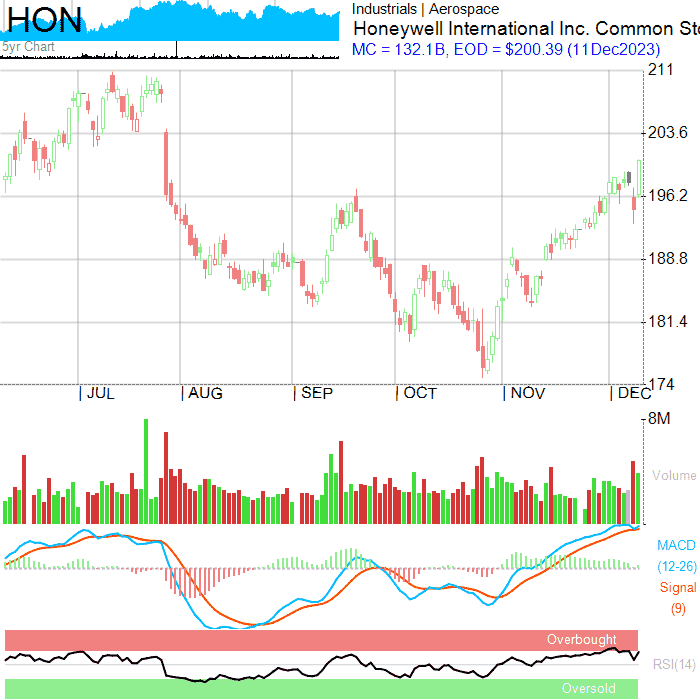 HON
5yr Chart
Industrials | Aerospace
Honeywell International Inc. Common Sto
MC = 132.1B, EOD = $200.39 (11Dec2023)
211
203.6
196.2
188.8
181.4
174
JUL AUG SEP OCT NOV DEC
8M
Volume
MACD
(12-26)
Signal
(9)
Overbought
RSI(14)
Oversold